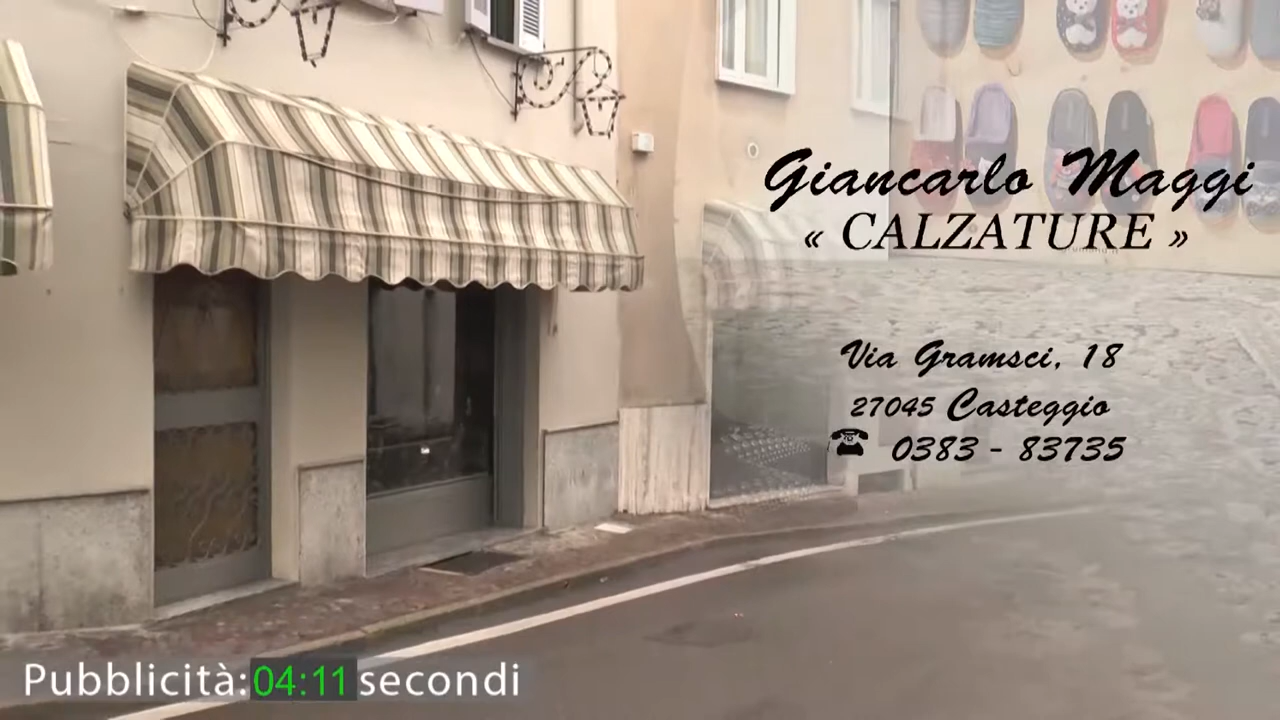 Giancarlo Maggi
« CALZATURE »
Via Gramsci, 18
27045 Casteggio
☎ 0383 - 83735
Pubblicità: 04:11 secondi